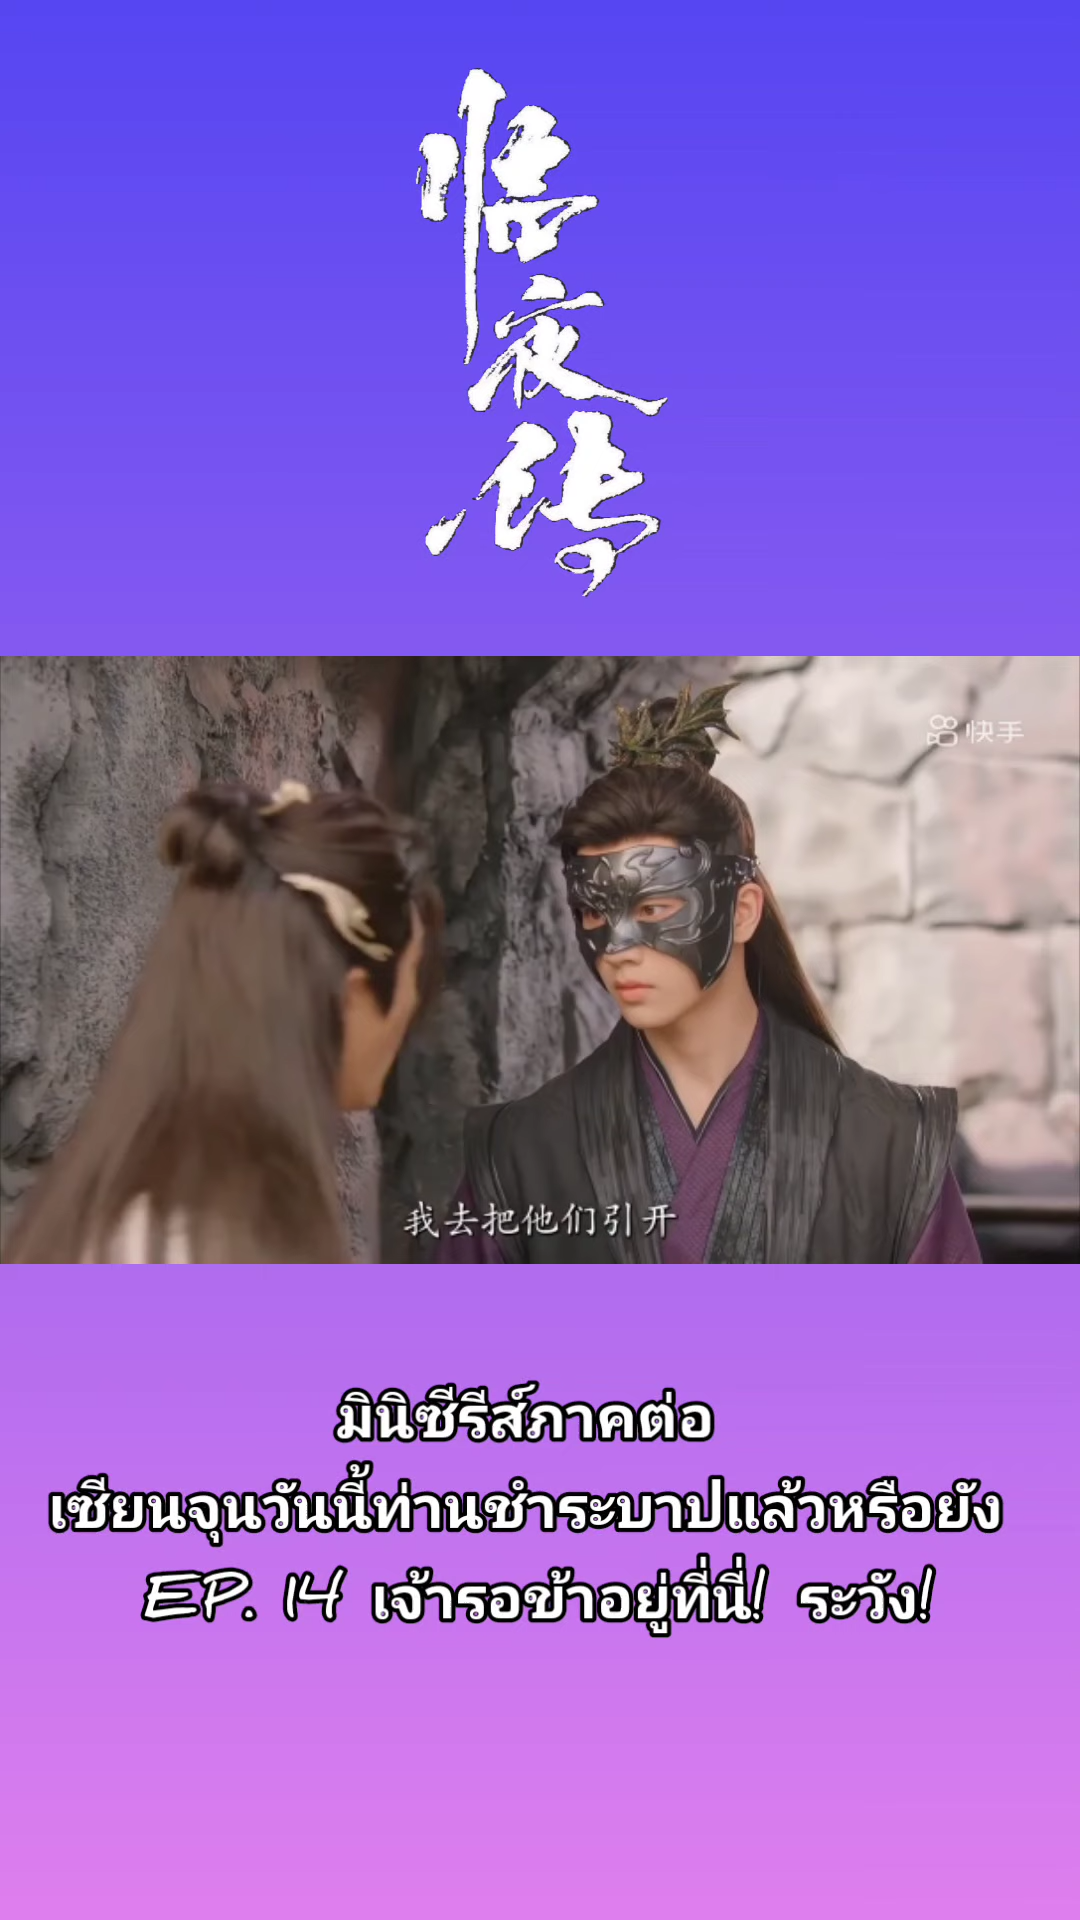 临
夜
传
快手
我去把他们引开
มินิซีรีส์ภาคต่อ
เซียนจุนวันนี้ท่านชำระบาปแล้วหรือยัง
EP. 14 เจ้ารอข้าอยู่ที่นี่! ระวัง!